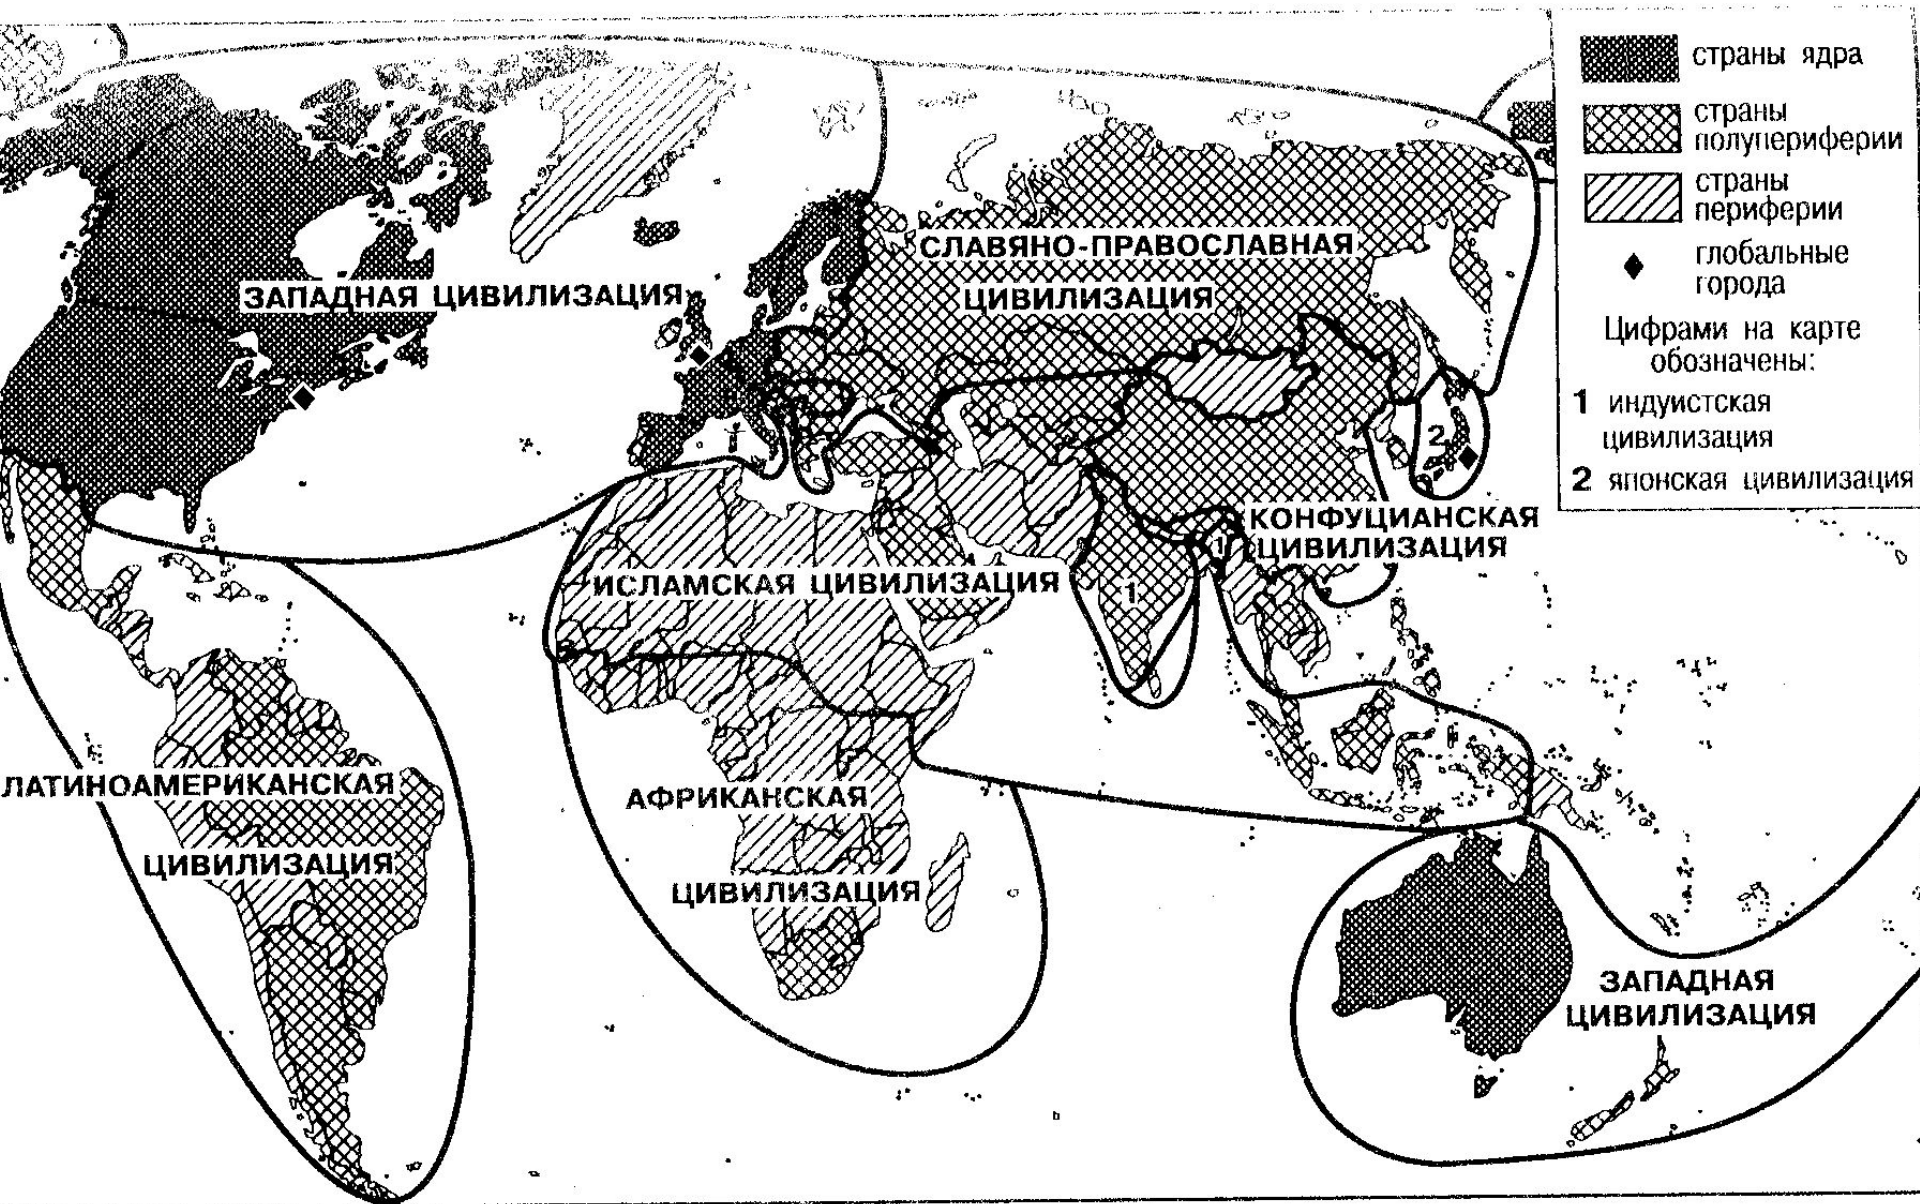 страны ядра
страны
полупериферии
страны
периферии
глобальные
города
Цифрами на карте
обозначены:
1 индуистская
цивилизация
2 японская цивилизация
ЗАПАДНАЯ ЦИВИЛИЗАЦИЯ
СЛАВЯНО-ПРАВОСЛАВНАЯ
ЦИВИЛИЗАЦИЯ
2
КОНФУЦИАНСКАЯ
ЦИВИЛИЗАЦИЯ
1
ИСЛАМСКАЯ ЦИВИЛИЗАЦИЯ
1
ЛАТИНОАМЕРИКАНСКАЯ
ЦИВИЛИЗАЦИЯ
АФРИКАНСКАЯ
ЦИВИЛИЗАЦИЯ
ЗАПАДНАЯ
ЦИВИЛИЗАЦИЯ